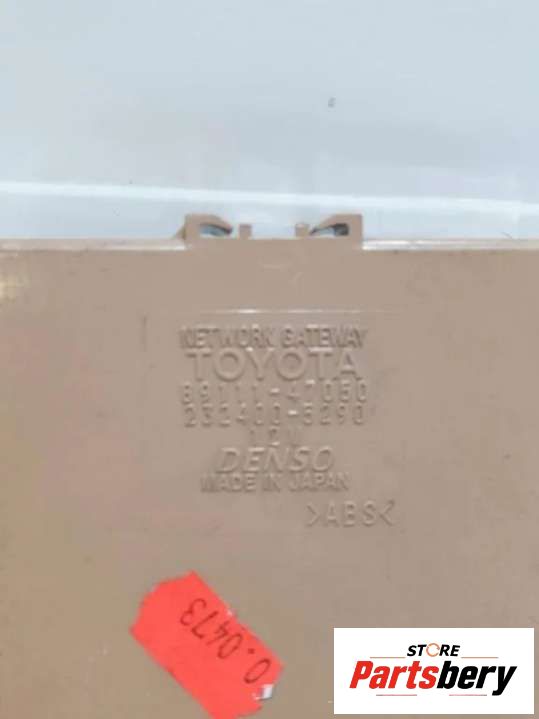 NETWORK GATEWAY
TOYOTA
89111-47050
232400-5290
12V
DENSO
MADE IN JAPAN
>ABS<
0.0473
STORE
Partsbery